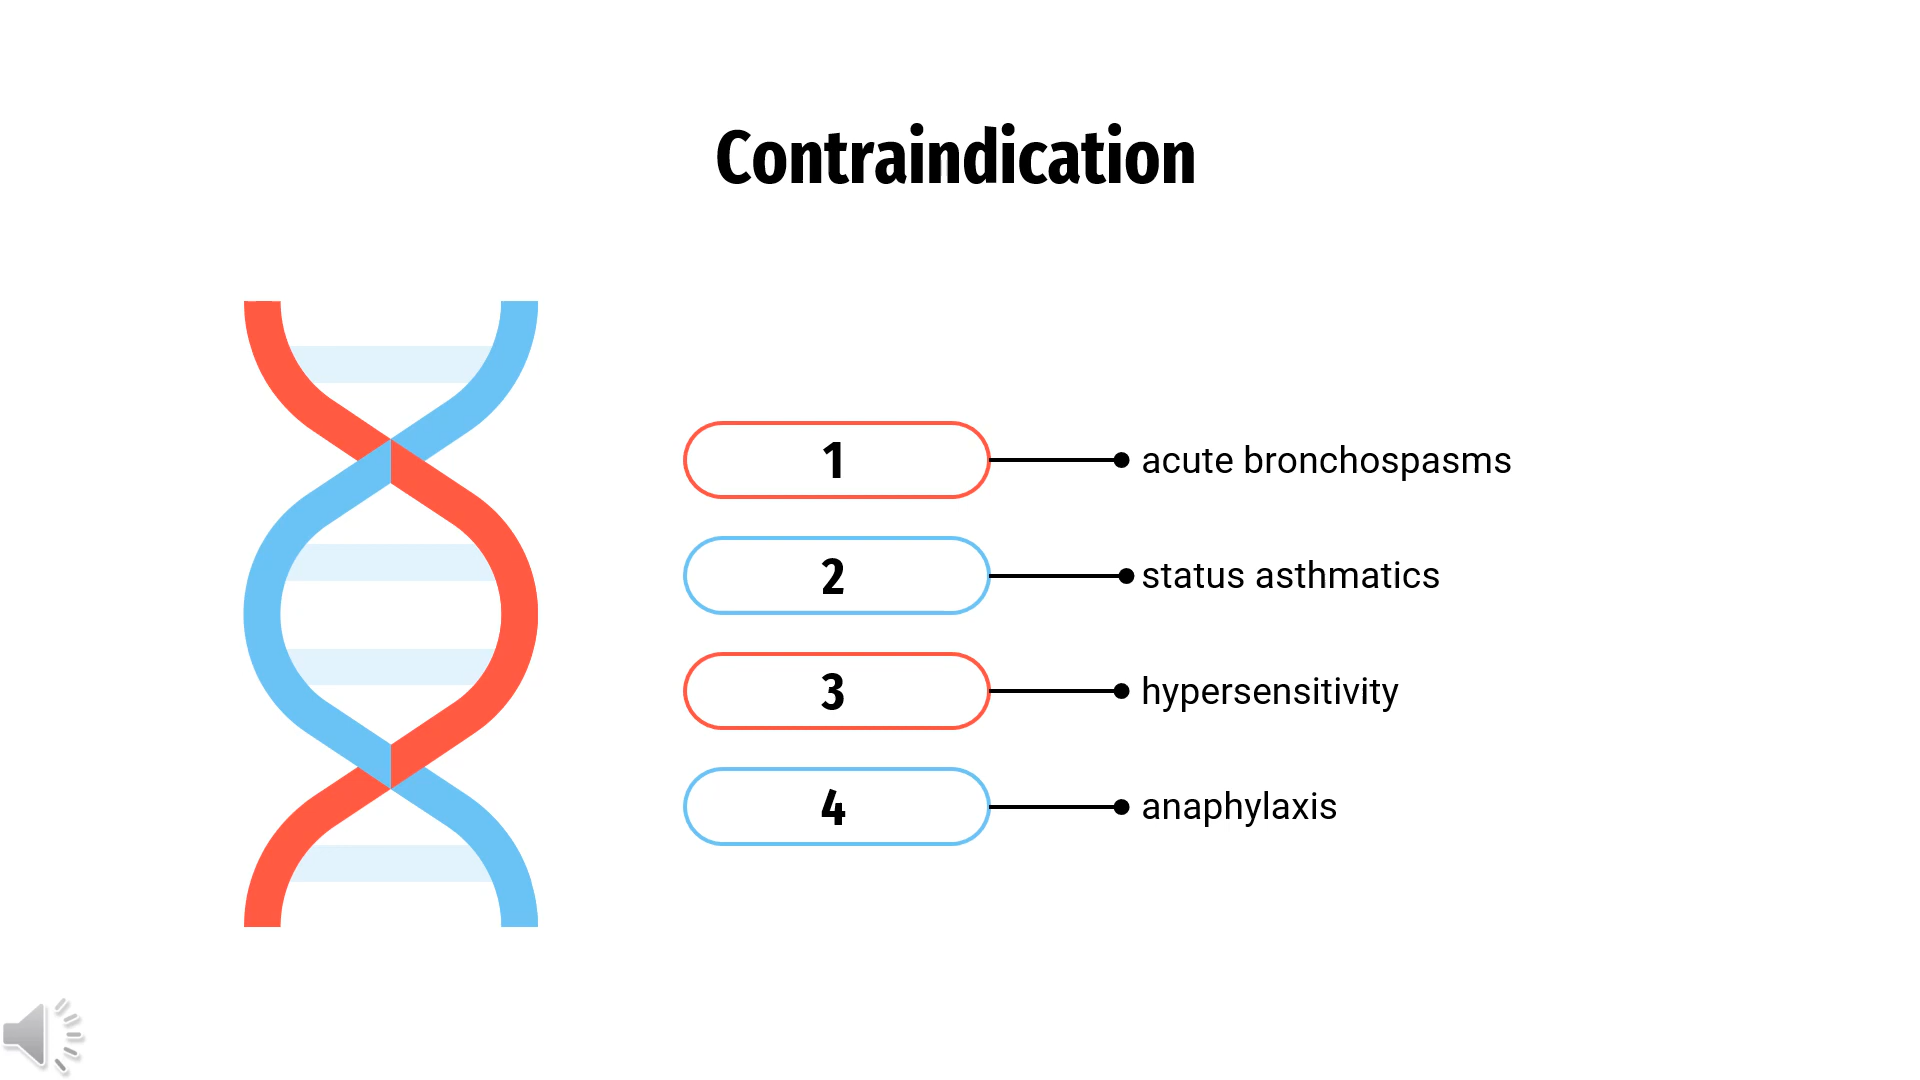 Contraindication
1 acute bronchospasms
2 status asthmatics
3 hypersensitivity
4 anaphylaxis